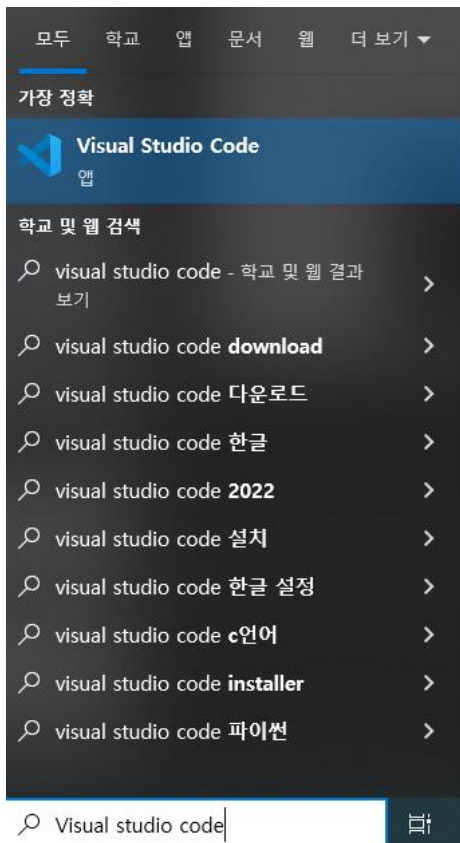 모두 학교 앱 문서 웹 더 보기
가장 정확
Visual Studio Code
앱
학교 및 웹 검색
visual studio code - 학교 및 웹 결과
보기
visual studio code download
visual studio code 다운로드
visual studio code 한글
visual studio code 2022
visual studio code 설치
visual studio code 한글 설정
visual studio code c언어
visual studio code installer
visual studio code 파이썬
Visual studio code